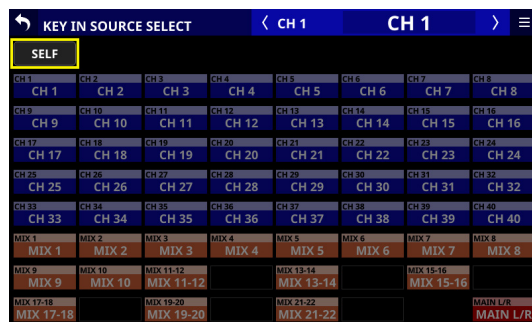 KEY IN SOURCE SELECT CH 1 CH 1
SELF
CH 1 CH 2 CH 3 CH 4 CH 5 CH 6 CH 7 CH 8
CH 1 CH 2 CH 3 CH 4 CH 5 CH 6 CH 7 CH 8
CH 9 CH 10 CH 11 CH 12 CH 13 CH 14 CH 15 CH 16
CH 9 CH 10 CH 11 CH 12 CH 13 CH 14 CH 15 CH 16
CH 17 CH 18 CH 19 CH 20 CH 21 CH 22 CH 23 CH 24
CH 17 CH 18 CH 19 CH 20 CH 21 CH 22 CH 23 CH 24
CH 25 CH 26 CH 27 CH 28 CH 29 CH 30 CH 31 CH 32
CH 25 CH 26 CH 27 CH 28 CH 29 CH 30 CH 31 CH 32
CH 33 CH 34 CH 35 CH 36 CH 37 CH 38 CH 39 CH 40
CH 33 CH 34 CH 35 CH 36 CH 37 CH 38 CH 39 CH 40
MIX 1 MIX 2 MIX 3 MIX 4 MIX 5 MIX 6 MIX 7 MIX 8
MIX 1 MIX 2 MIX 3 MIX 4 MIX 5 MIX 6 MIX 7 MIX 8
MIX 9 MIX 10 MIX 11-12 MIX 13-14 MIX 15-16
MIX 9 MIX 10 MIX 11-12 MIX 13-14 MIX 15-16
MIX 17-18 MIX 19-20 MIX 21-22 MAIN L/R
MIX 17-18 MIX 19-20 MIX 21-22 MAIN L/R